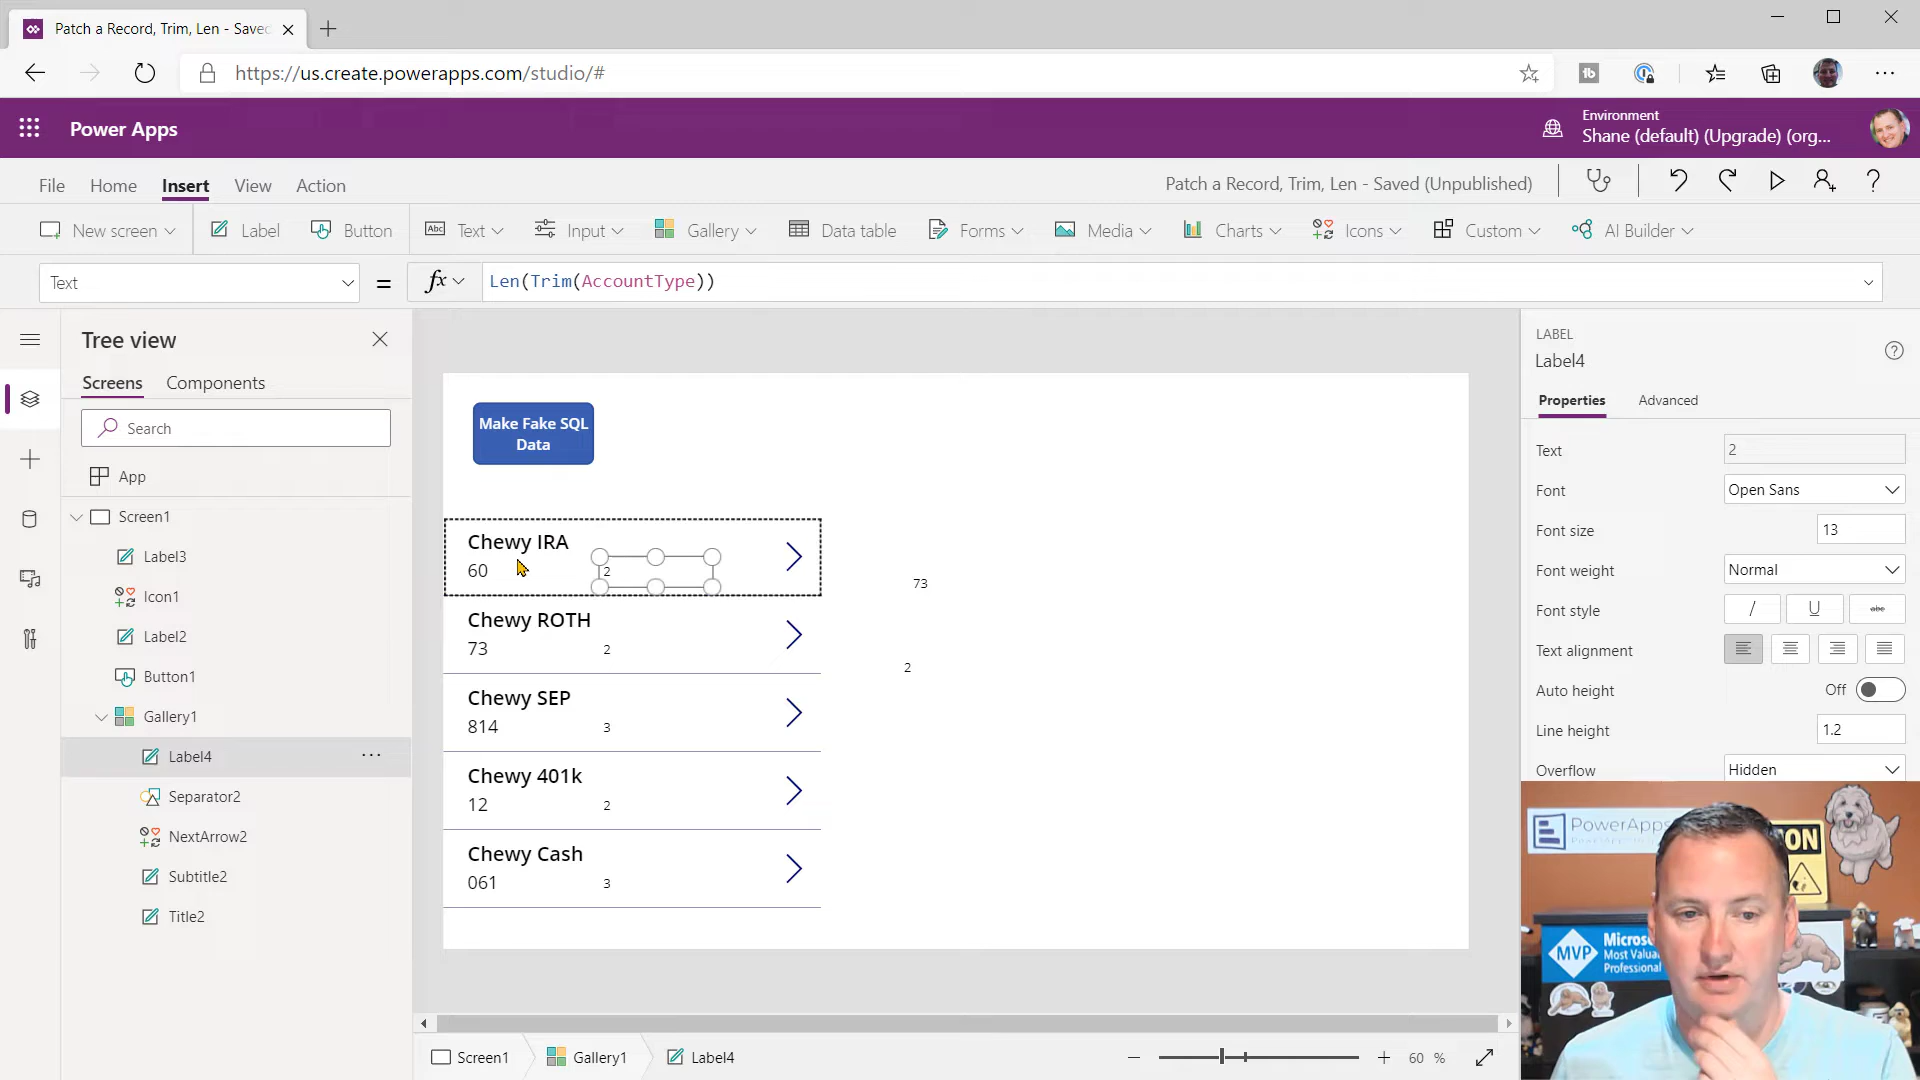 Patch a Record, Trim, Len - Saved
https://us.create.powerapps.com/studio/#
Power Apps
Environment
Shane (default) (Upgrade) (org...
File Home Insert View Action
Patch a Record, Trim, Len - Saved (Unpublished)
New screen Label Button Text Input Gallery Data table Forms Media Charts Icons Custom AI Builder
Text = fx Len(Trim(AccountType))
Tree view
Screens Components
Search
App
Screen1
Label3
Icon1
Label2
Button1
Gallery1
Label4
Separator2
NextArrow2
Subtitle2
Title2
Make Fake SQL
Data
Chewy IRA
60 2
73
Chewy ROTH
73 2
2
Chewy SEP
814 3
Chewy 401k
12 2
Chewy Cash
061 3
LABEL
Label4
Properties Advanced
Text 2
Font Open Sans
Font size 13
Font weight Normal
Font style / U abc
Text alignment
Auto height Off
Line height 1.2
Overflow Hidden
PowerApps
ON
MVP
Microso
Most Valua
Professional
Screen1 Gallery1 Label4
60 %